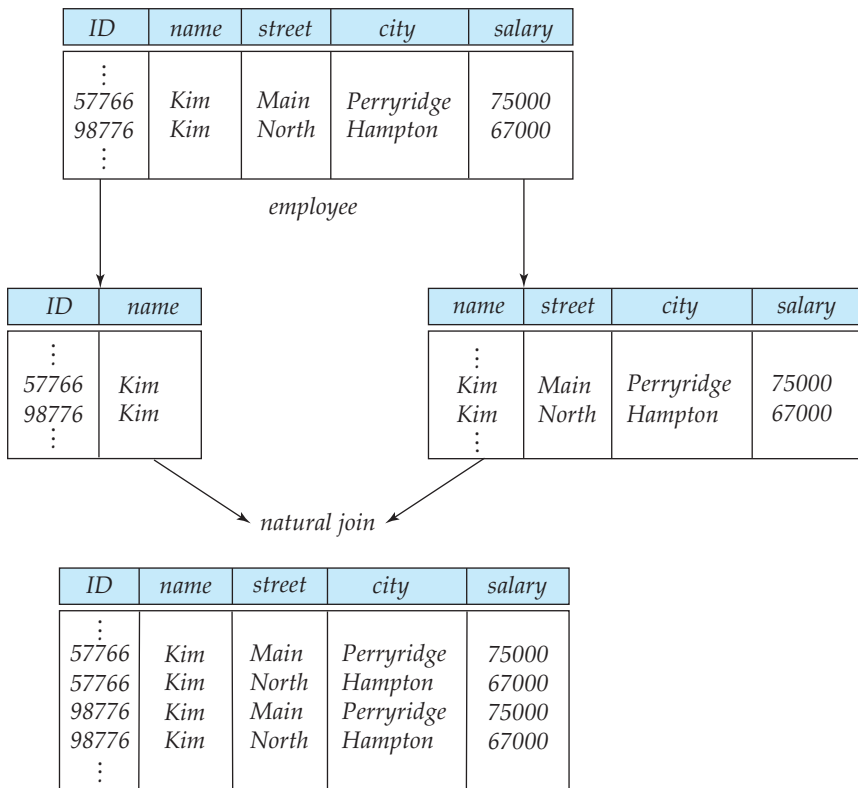 ID name street city salary
⋮
57766 Kim Main Perryridge 75000
98776 Kim North Hampton 67000
⋮
employee
ID name
⋮
57766 Kim
98776 Kim
⋮
name street city salary
⋮
Kim Main Perryridge 75000
Kim North Hampton 67000
⋮
natural join
ID name street city salary
⋮
57766 Kim Main Perryridge 75000
57766 Kim North Hampton 67000
98776 Kim Main Perryridge 75000
98776 Kim North Hampton 67000
⋮